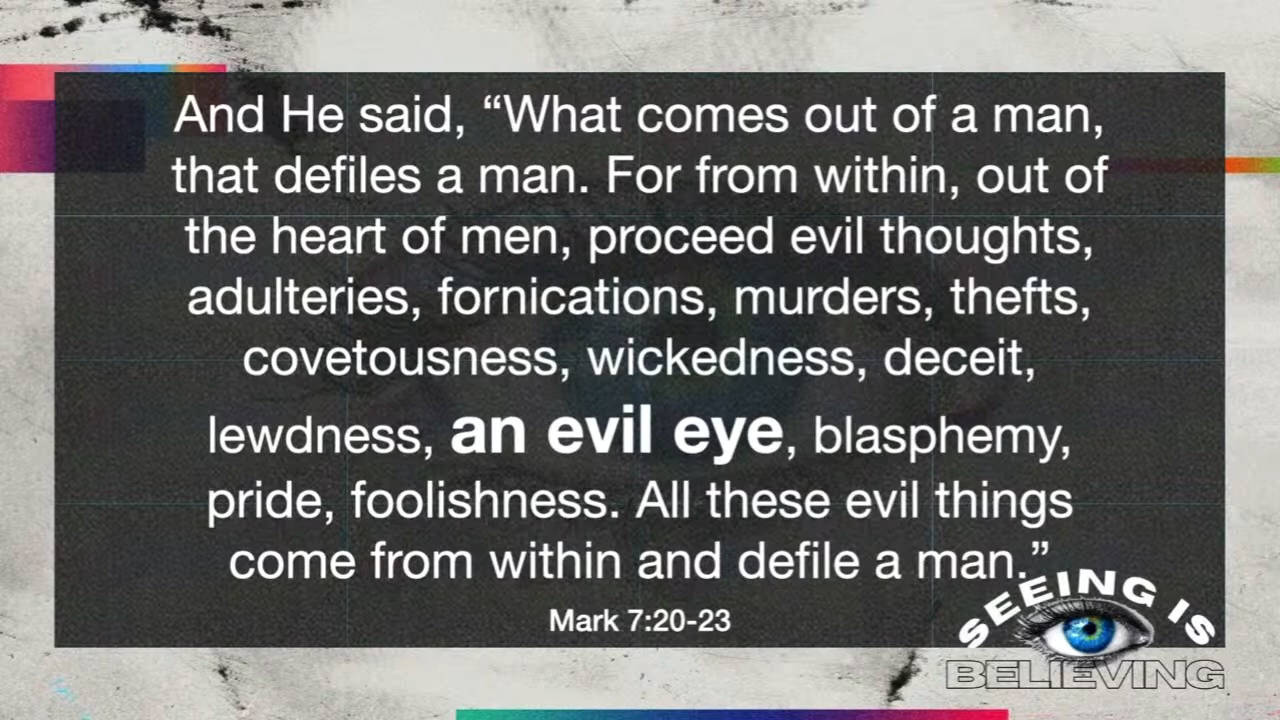 And He said, “What comes out of a man,
that defiles a man. For from within, out of
the heart of men, proceed evil thoughts,
adulteries, fornications, murders, thefts,
covetousness, wickedness, deceit,
lewdness, an evil eye, blasphemy,
pride, foolishness. All these evil things
come from within and defile a man.”
Mark 7:20-23
SEEING IS
BELIEVING